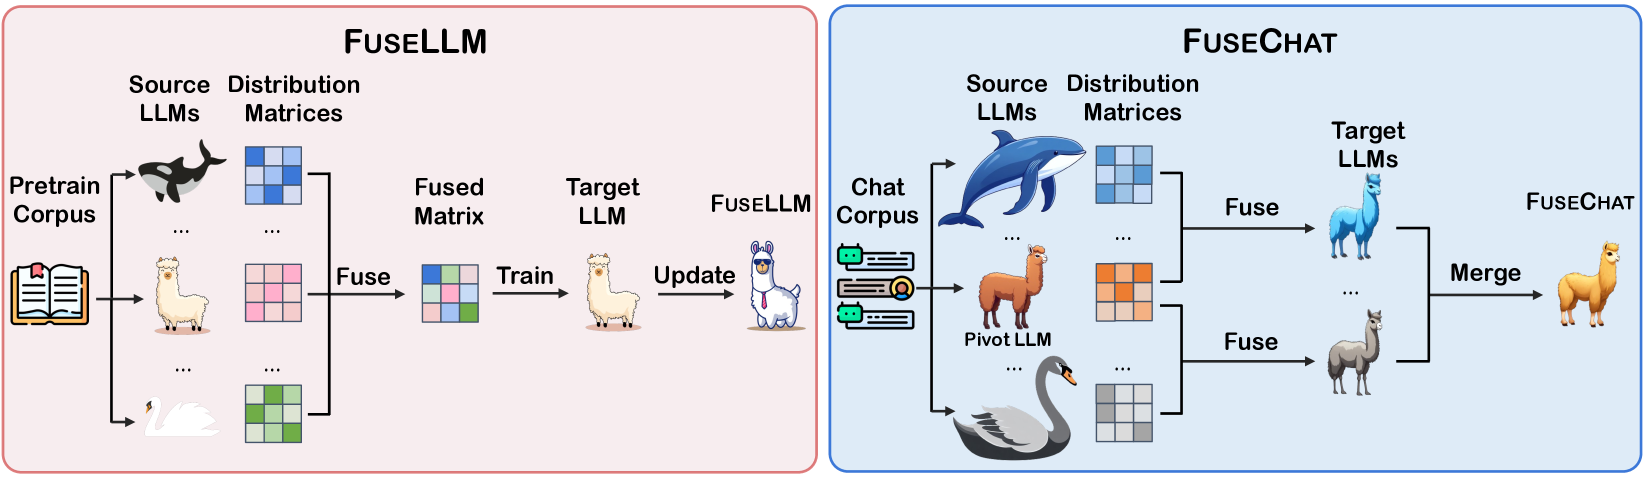 FUSELLM
Source
LLMs
Distribution
Matrices
Pretrain
Corpus
...
...
...
...
Fuse
Fused
Matrix
Train
Target
LLM
Update
FUSELLM
FUSECHAT
Source
LLMs
Distribution
Matrices
Chat
Corpus
...
...
Pivot LLM
...
...
Fuse
Fuse
Target
LLMs
...
Merge
FUSECHAT